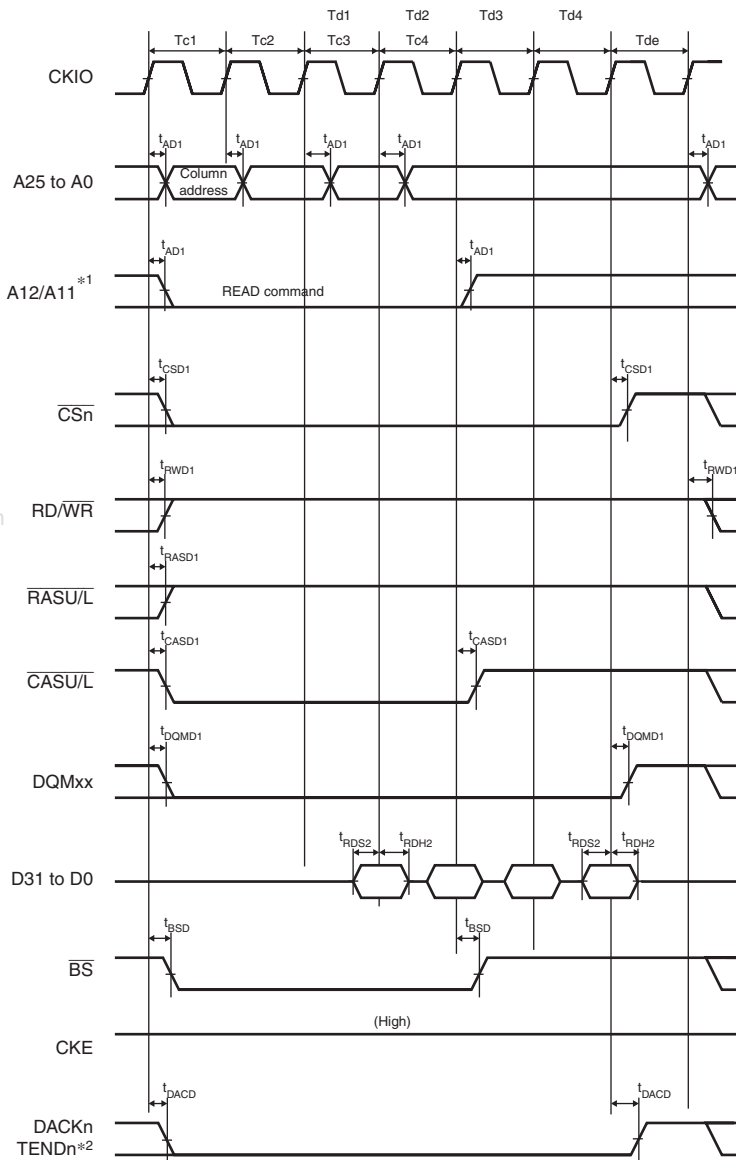 Td1 Td2 Td3 Td4
Tc1 Tc2 Tc3 Tc4 Tde
CKIO
tAD1 tAD1 tAD1 tAD1 tAD1
A25 to A0
Column
address
tAD1 tAD1
A12/A11*1
READ command
tCSD1 tCSD1
CSn
tRWD1 tRWD1
RD/WR
tRASD1
RASU/L
tCASD1 tCASD1
CASU/L
tDQMD1 tDQMD1
DQMxx
tRDS2 tRDH2 tRDS2 tRDH2
D31 to D0
tBSD tBSD
BS
(High)
CKE
tDACD tDACD
DACKn
TENDn*2